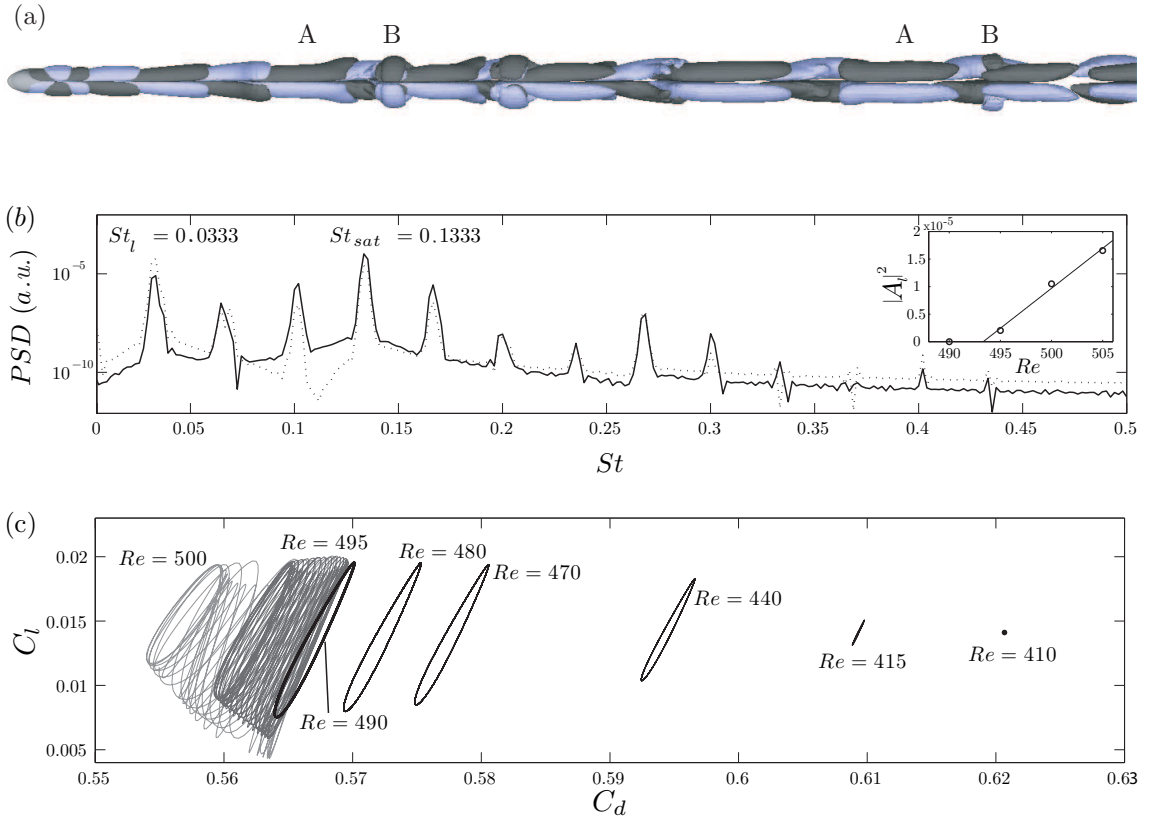 (a)
A B A B
(b)
PSD (a.u.)
St_l = 0.0333
St_sat = 0.1333
10^-5
10^-10
0 0.05 0.1 0.15 0.2 0.25 0.3 0.35 0.4 0.45 0.5
St
x10^-5
2
1.5
1
0.5
0
|A_l|^2
490 495 500 505
Re
(c)
C_l
0.02
0.015
0.01
0.005
Re = 500
Re = 495
Re = 480
Re = 470
Re = 440
Re = 415
Re = 410
Re = 490
0.55 0.56 0.57 0.58 0.59 0.6 0.61 0.62 0.63
C_d